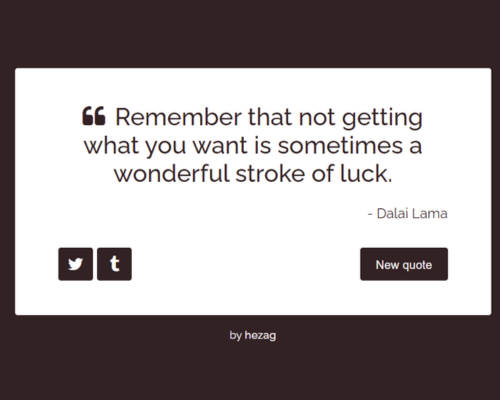 ❝ Remember that not getting
what you want is sometimes a
wonderful stroke of luck.
- Dalai Lama
New quote
by hezag